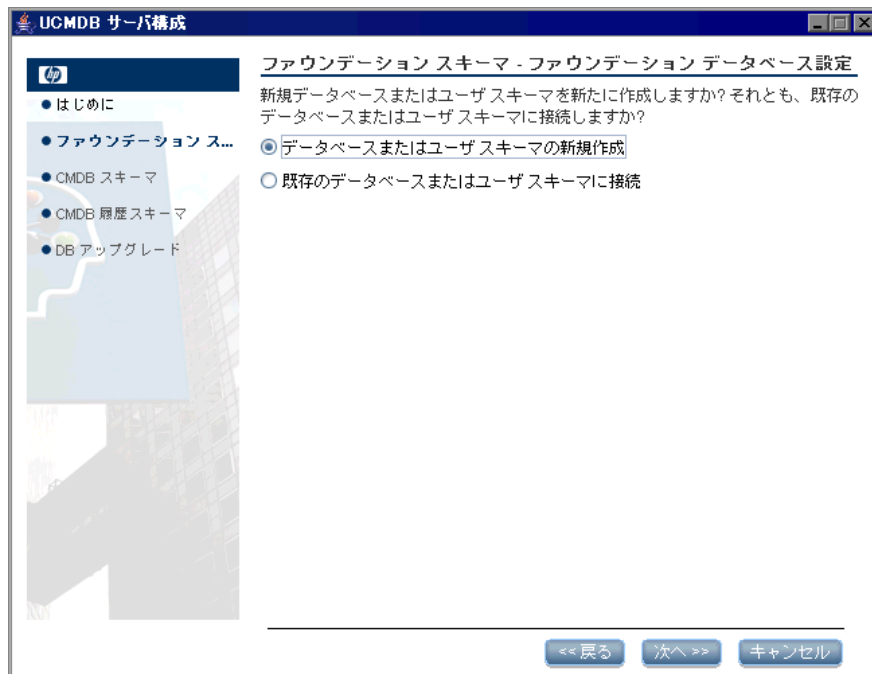 UCMDB サーバ構成
hp
はじめに
ファウンデーション ス...
CMDB スキーマ
CMDB 履歴スキーマ
DB アップグレード
ファウンデーション スキーマ - ファウンデーション データベース設定
新規データベースまたはユーザ スキーマを新たに作成しますか? それとも、既存の
データベースまたはユーザ スキーマに接続しますか?
データベースまたはユーザ スキーマの新規作成
既存のデータベースまたはユーザ スキーマに接続
<< 戻る
次へ >>
キャンセル